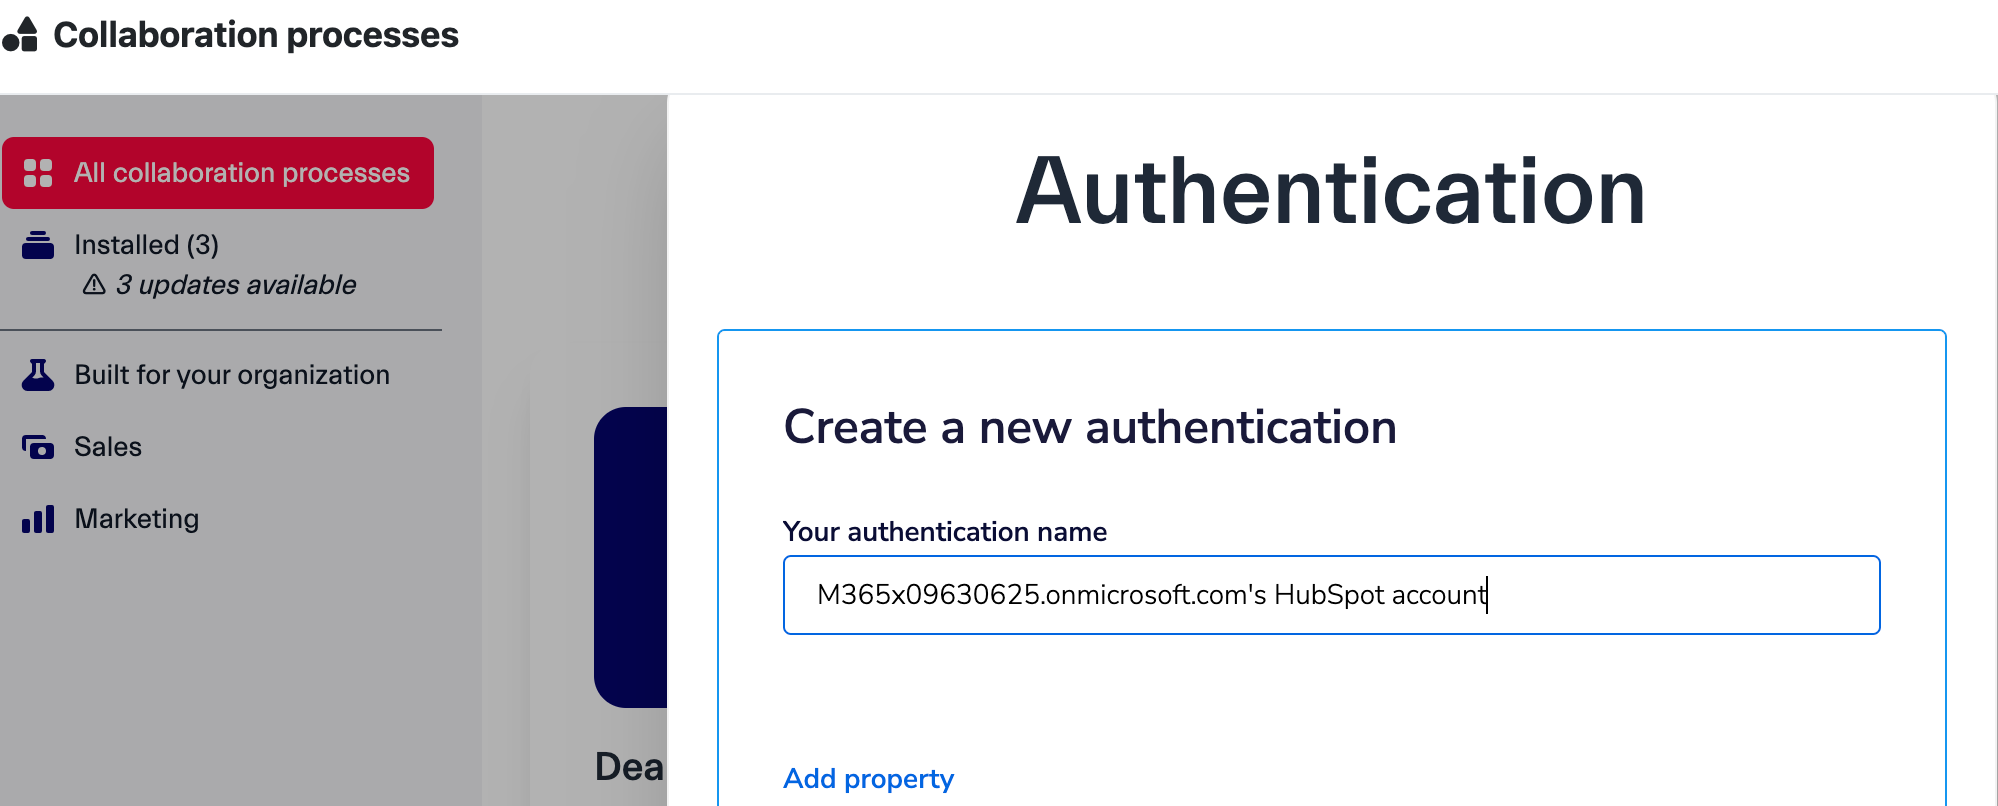 Collaboration processes
All collaboration processes
Installed (3)
3 updates available
Built for your organization
Sales
Marketing
Dea
Authentication
Create a new authentication
Your authentication name
M365x09630625.onmicrosoft.com's HubSpot account
Add property